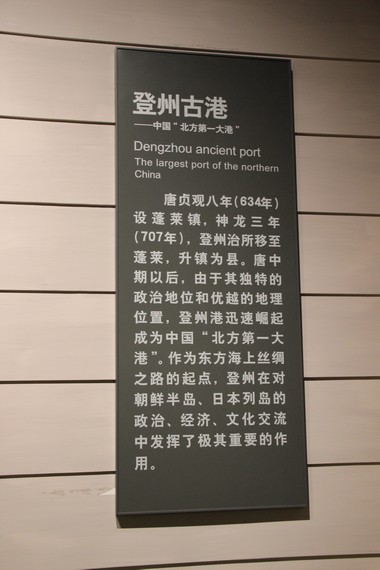 登州古港
——中国“北方第一大港”
Dengzhou ancient port
The largest port of the northern
China
唐贞观八年(634年)
设蓬莱镇，神龙三年
(707年)，登州治所移至
蓬莱，升镇为县。唐中
期以后，由于其独特的
政治地位和优越的地理
位置，登州港迅速崛起
成为中国“北方第一大
港”。作为东方海上丝绸
之路的起点，登州在对
朝鲜半岛、日本列岛的
政治、经济、文化交流
中发挥了极其重要的作
用。